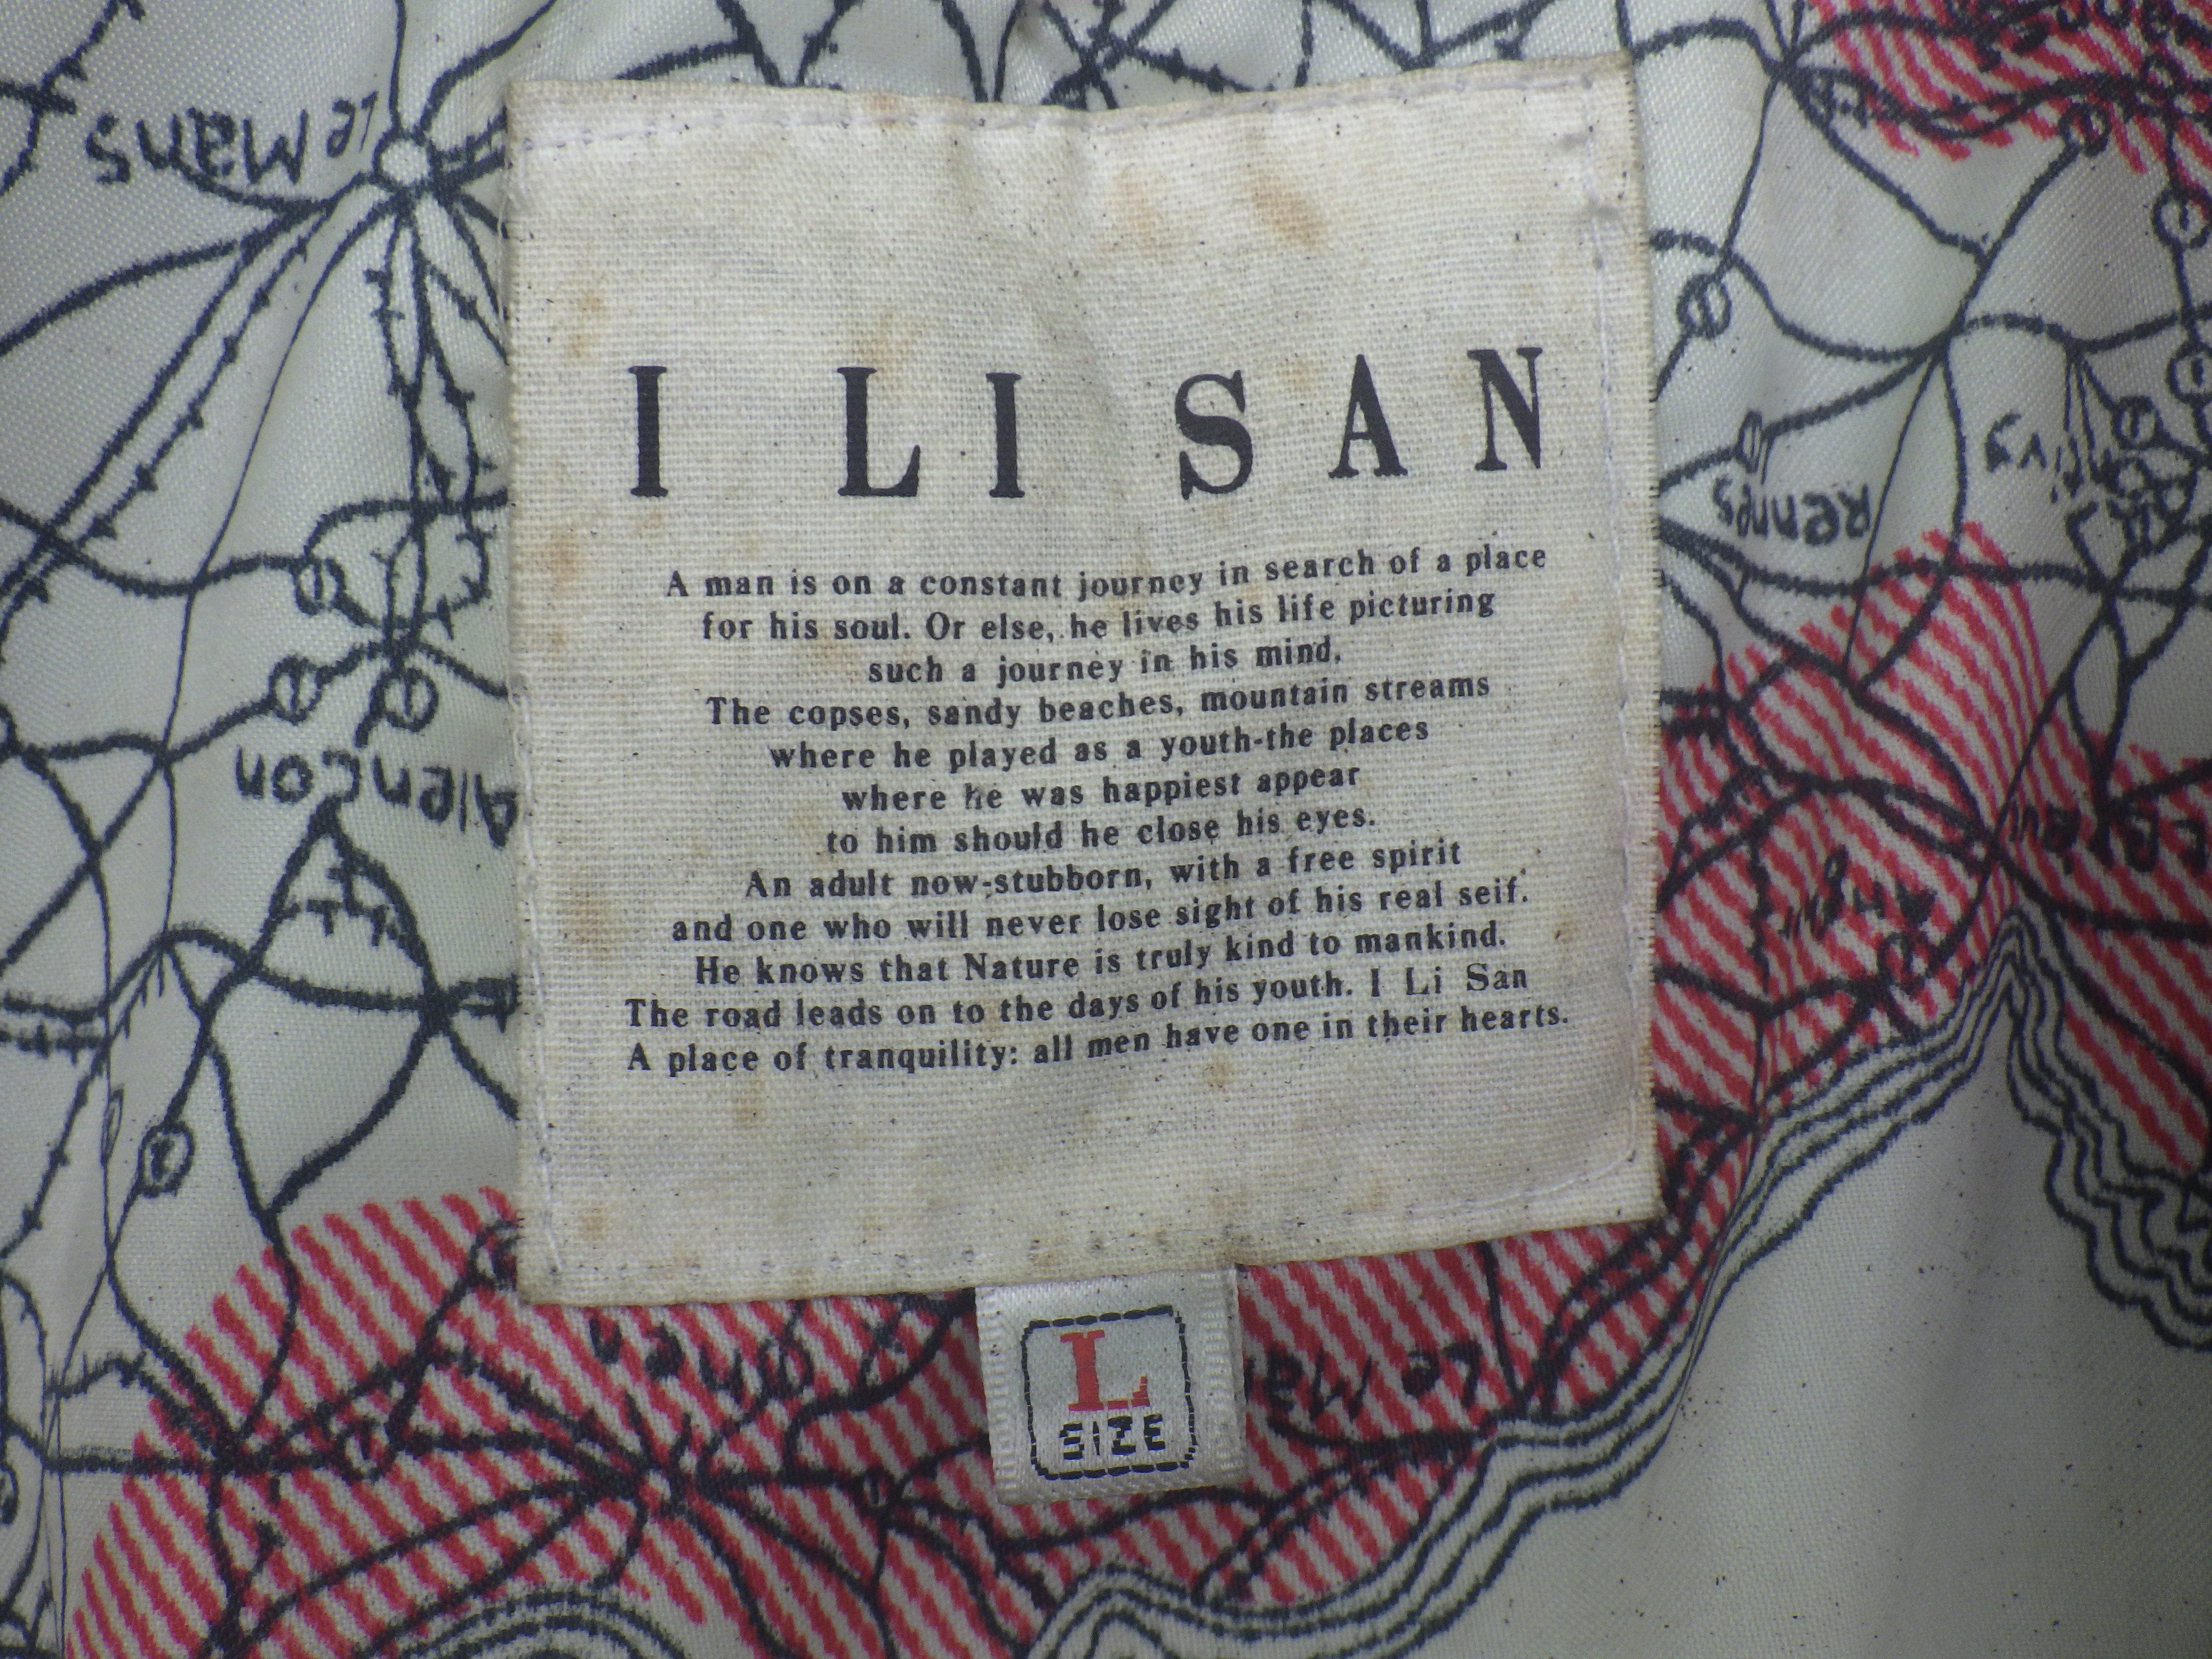 I LI SAN
A man is on a constant journey in search of a place
for his soul. Or else, he lives his life picturing
such a journey in his mind.
The copses, sandy beaches, mountain streams
where he played as a youth-the places
where he was happiest appear
to him should he close his eyes.
An adult now-stubborn, with a free spirit
and one who will never lose sight of his real seif.
He knows that Nature is truly kind to mankind.
The road leads on to the days of his youth. I Li San
A place of tranquility: all men have one in their hearts.
L
SIZE
le Mans
Alencon
Rennes